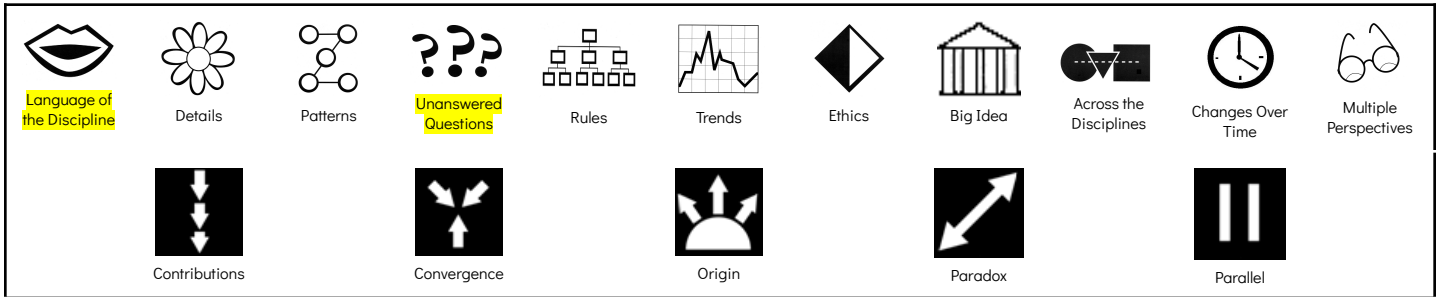 Language of
the Discipline
Details
Patterns
???
Unanswered
Questions
Rules
Trends
Ethics
Big Idea
Across the
Disciplines
Changes Over
Time
Multiple
Perspectives
Contributions
Convergence
Origin
Paradox
Parallel